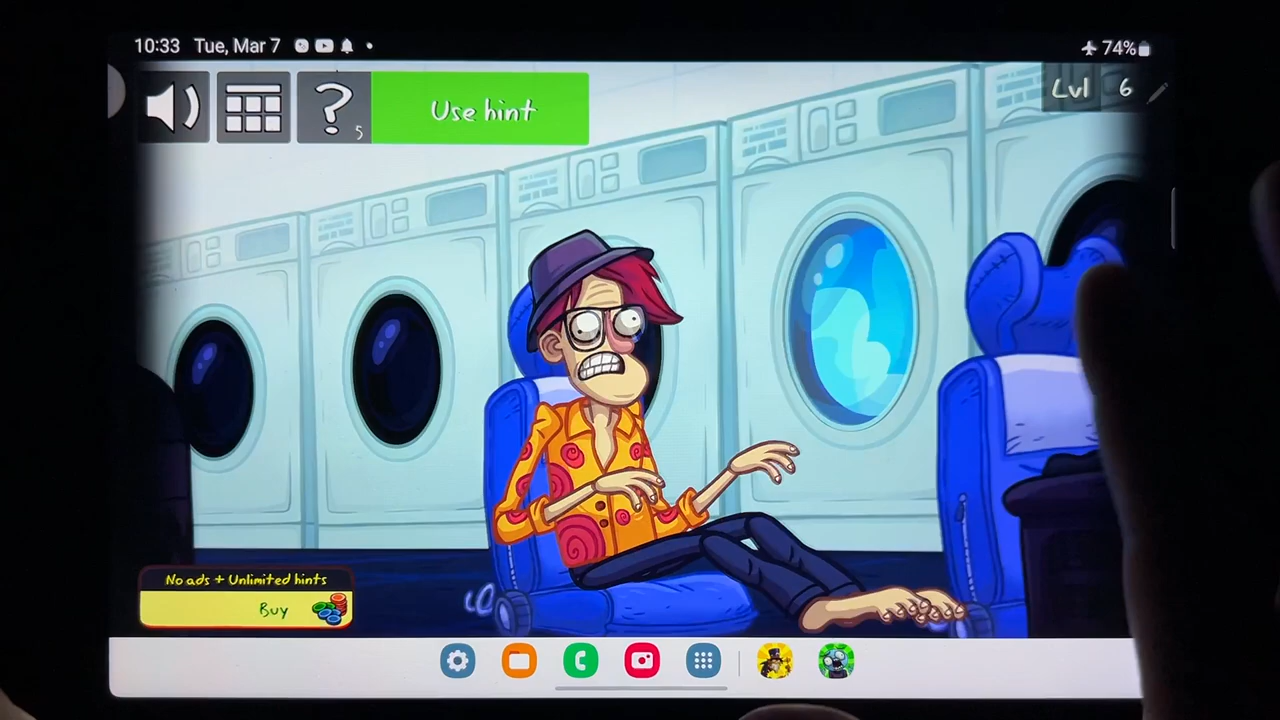 10:33 Tue, Mar 7
74%
?
5
Use hint
Lvl 6
No ads + Unlimited hints
Buy